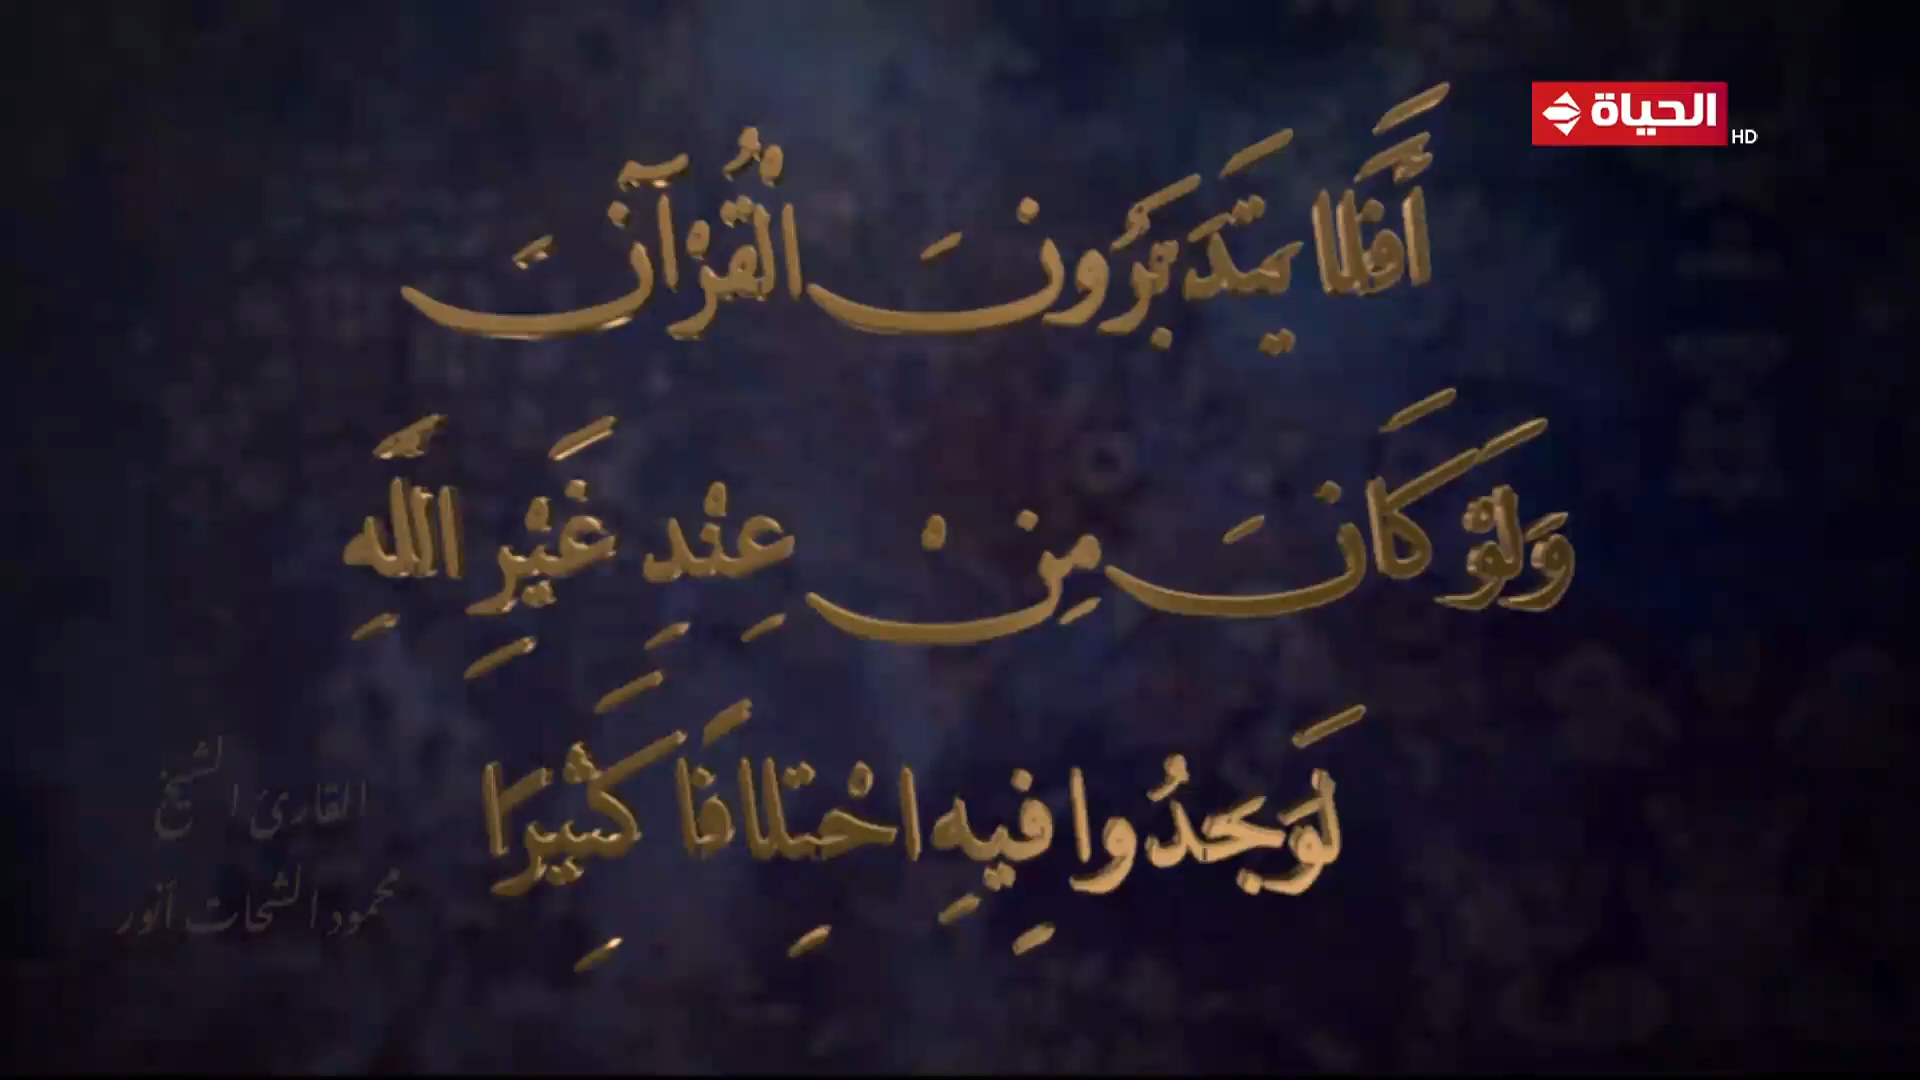 الحياة
HD
أَفَلَا يَتَدَبَّرُونَ الْقُرْآنَ
وَلَوْ كَانَ مِنْ عِنْدِ غَيْرِ اللَّهِ
لَوَجَدُوا فِيهِ اخْتِلَافًا كَثِيرًا
القارئ الشيخ
محمود الشحات أنور